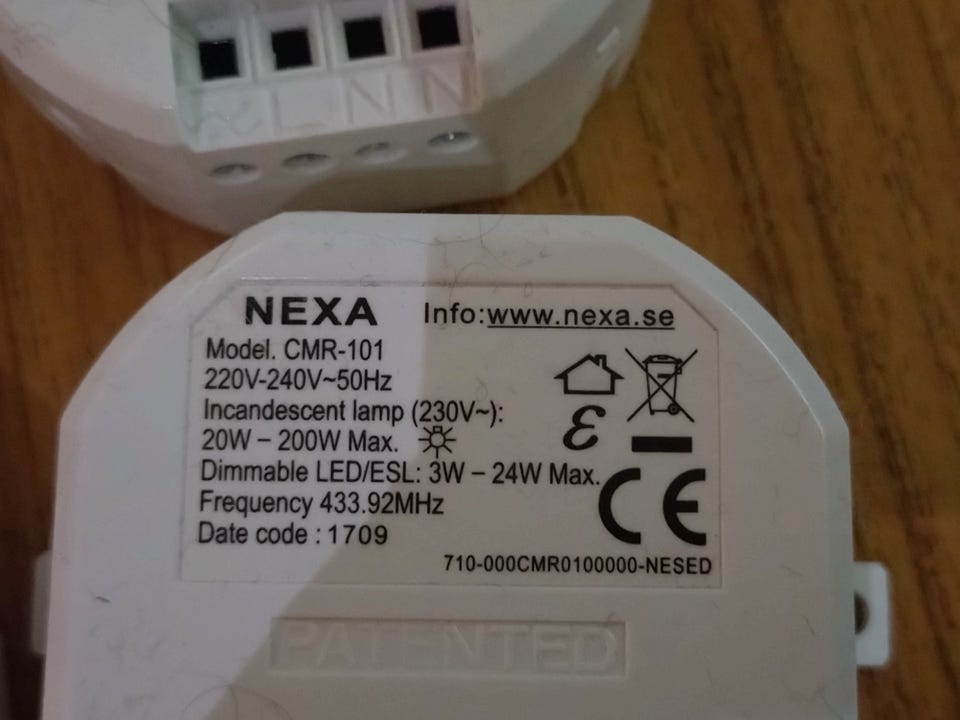 L N N
NEXA Info:www.nexa.se
Model. CMR-101
220V-240V~50Hz
Incandescent lamp (230V~):
20W – 200W Max.
Dimmable LED/ESL: 3W – 24W Max.
Frequency 433.92MHz
Date code : 1709
CE
710-000CMR0100000-NESED
PATENTED